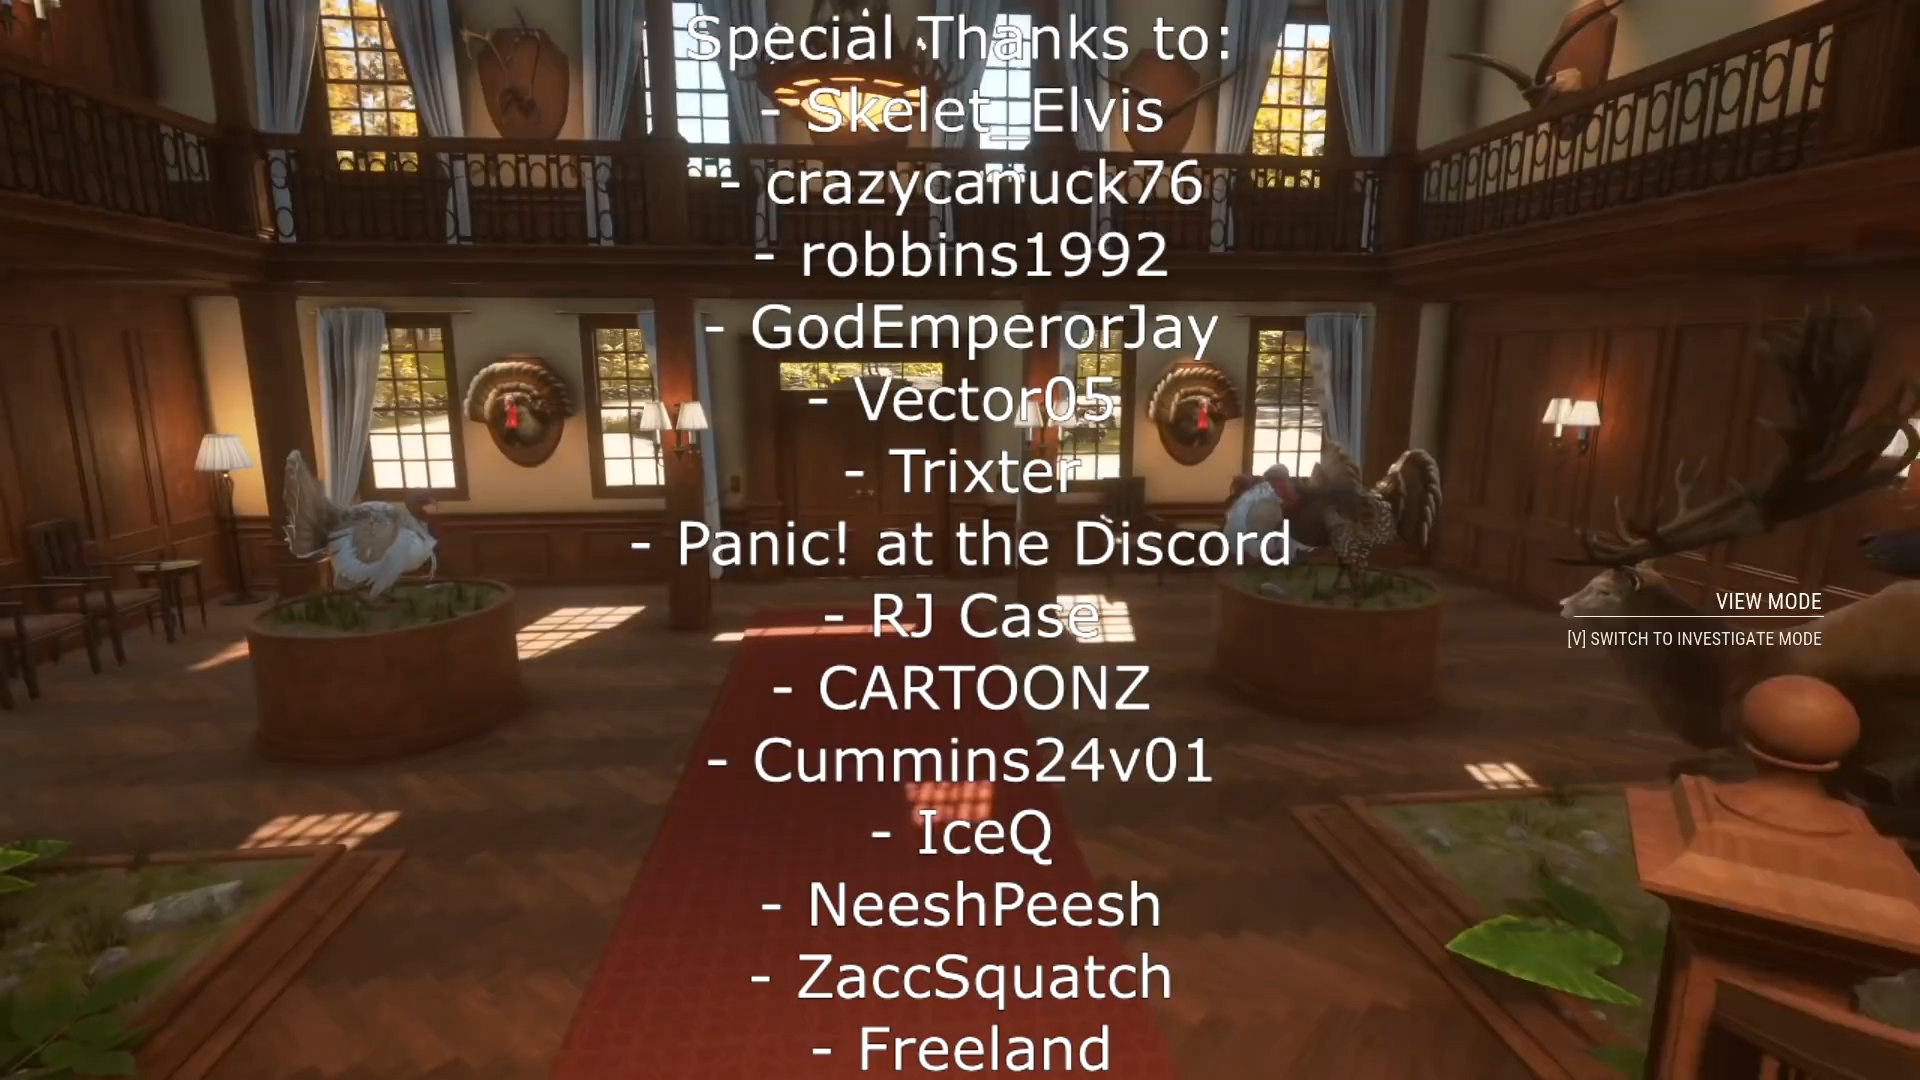 Special Thanks to:
- Skelet_Elvis
- crazycanuck76
- robbins1992
- GodEmperorJay
- Vector05
- Trixter
- Panic! at the Discord
- RJ Case
- CARTOONZ
- Cummins24v01
- IceQ
- NeeshPeesh
- ZaccSquatch
- Freeland
VIEW MODE
[V] SWITCH TO INVESTIGATE MODE